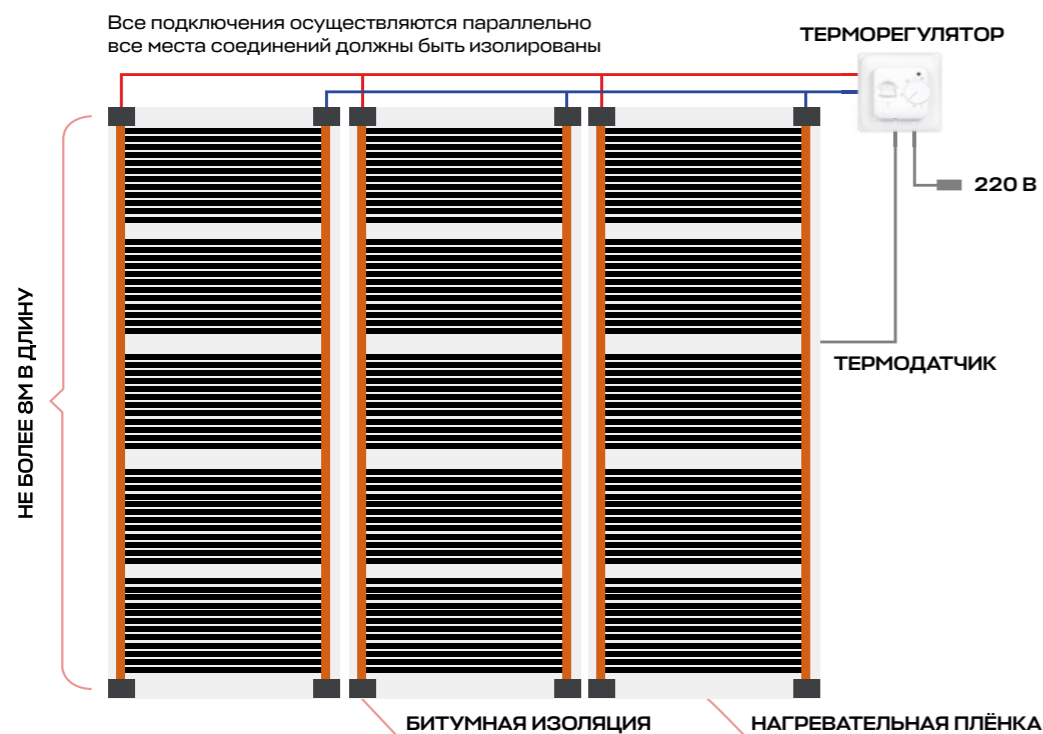 Все подключения осуществляются параллельно
все места соединений должны быть изолированы
ТЕРМОРЕГУЛЯТОР
220 В
ТЕРМОДАТЧИК
НЕ БОЛЕЕ 8М В ДЛИНУ
БИТУМНАЯ ИЗОЛЯЦИЯ
НАГРЕВАТЕЛЬНАЯ ПЛЁНКА